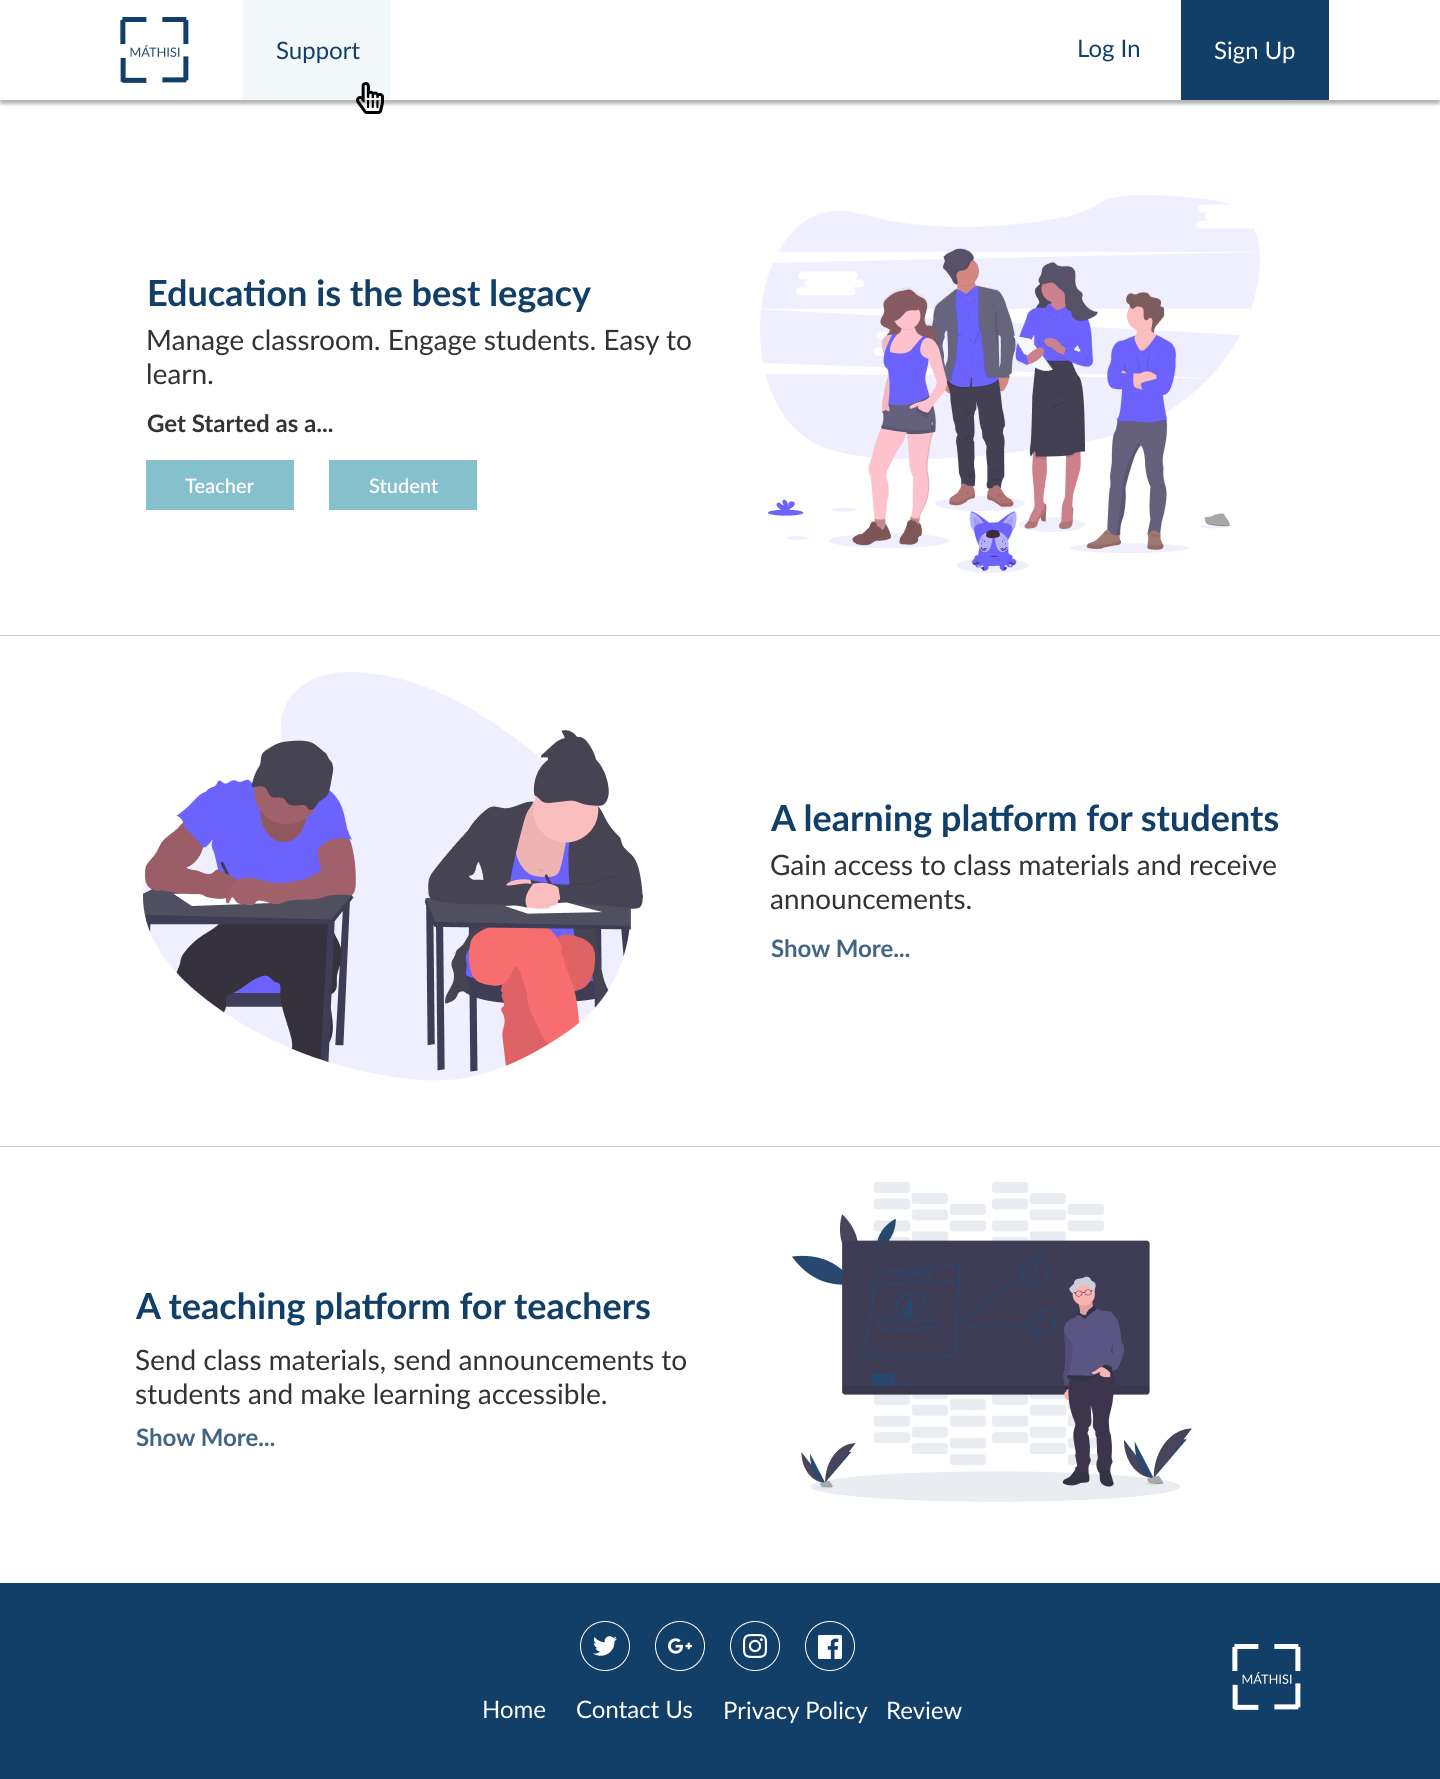 MÁTHISI
Support
Log In
Sign Up
Education is the best legacy
Manage classroom. Engage students. Easy to
learn.
Get Started as a...
Teacher
Student
A learning platform for students
Gain access to class materials and receive
announcements.
Show More...
A teaching platform for teachers
Send class materials, send announcements to
students and make learning accessible.
Show More...
G+
Home
Contact Us
Privacy Policy
Review
MÁTHISI